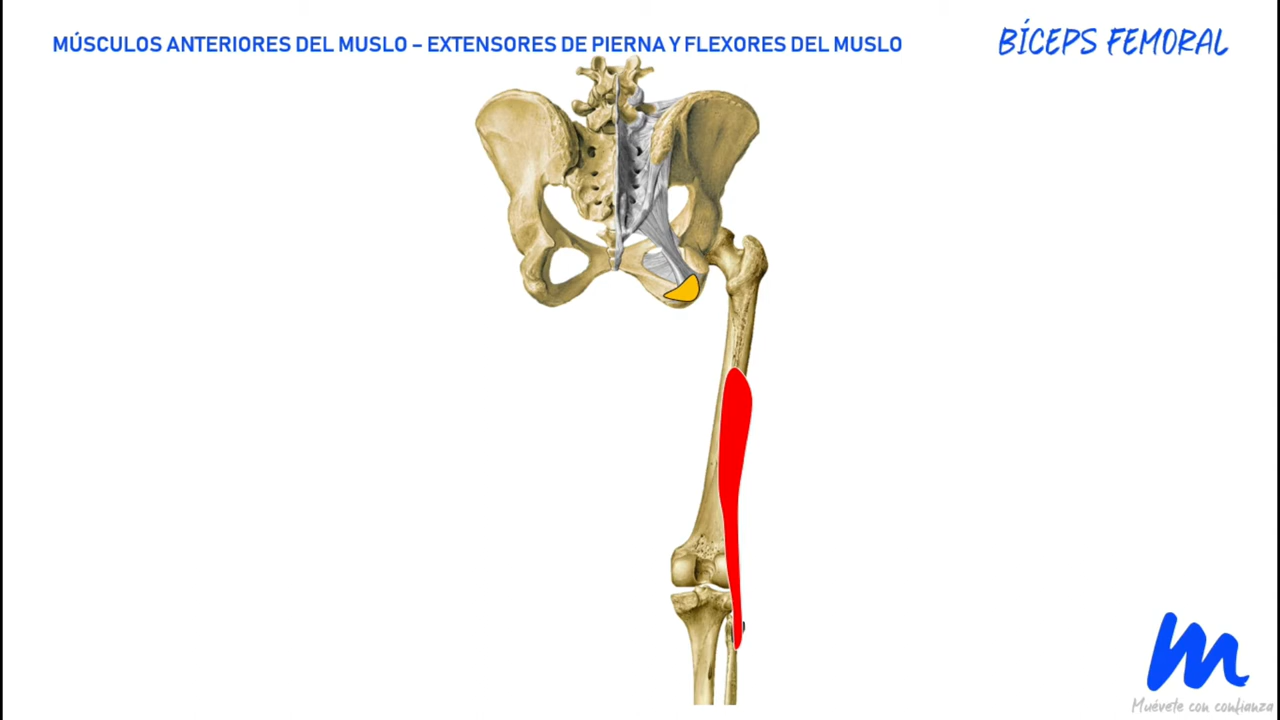 MÚSCULOS ANTERIORES DEL MUSLO – EXTENSORES DE PIERNA Y FLEXORES DEL MUSLO
BÍCEPS FEMORAL
Muévete con confianza